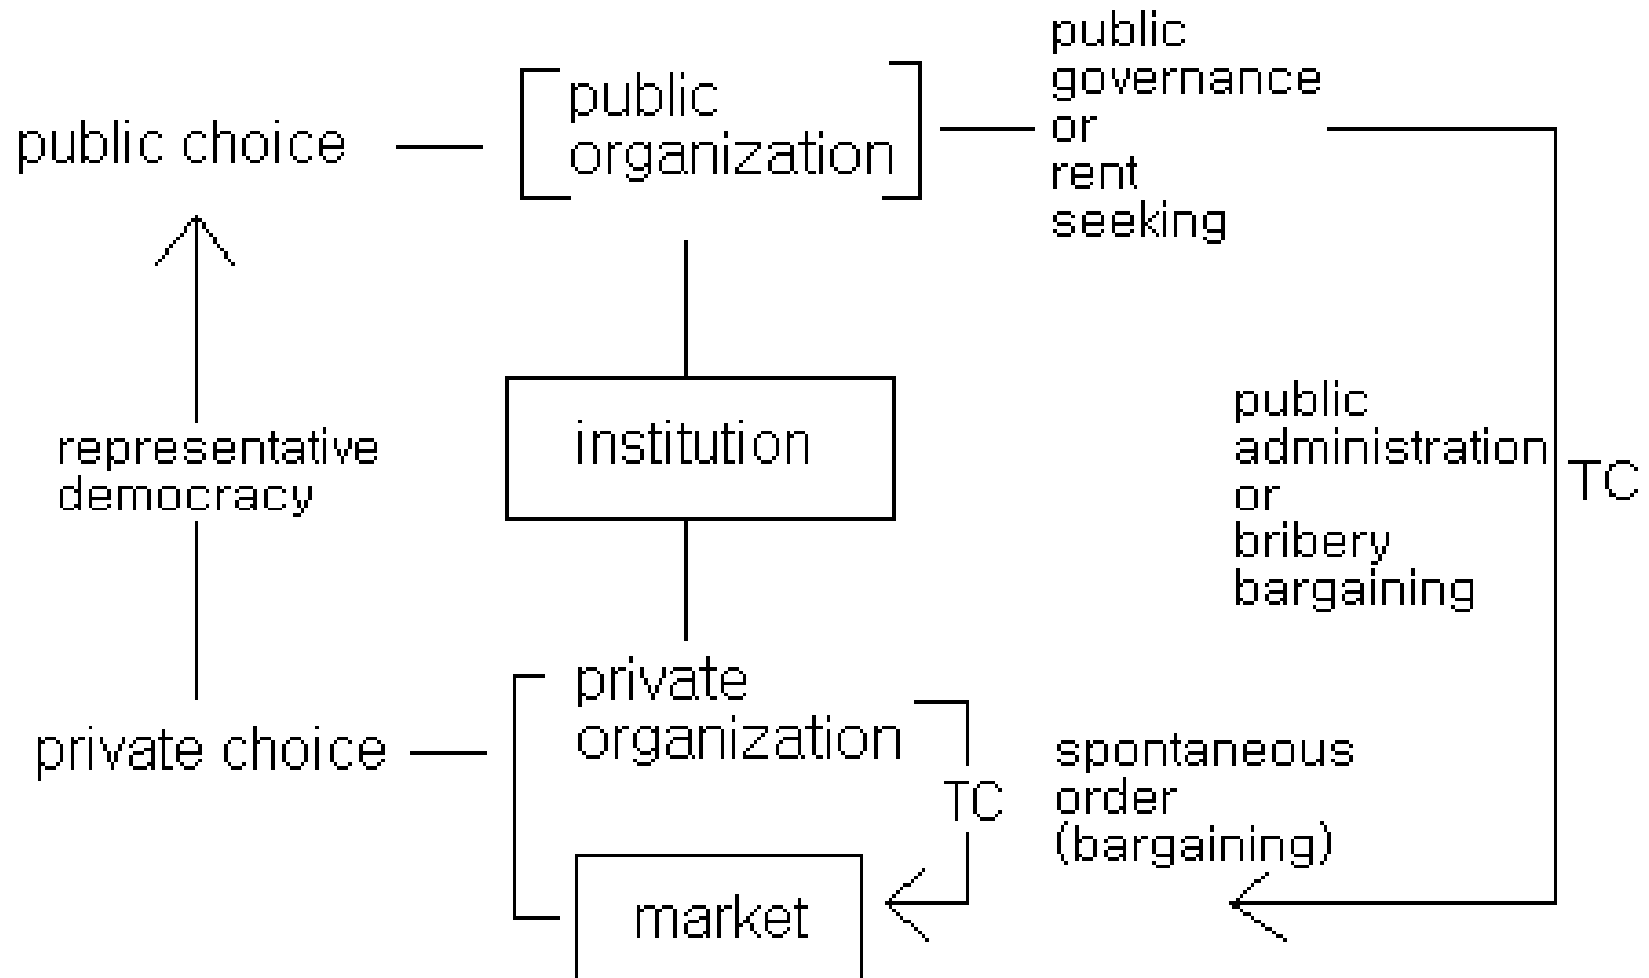 public choice
public
organization
public
governance
or
rent
seeking
representative
democracy
institution
public
administration
or
bribery
bargaining
TC
private choice
private
organization
TC
spontaneous
order
(bargaining)
market